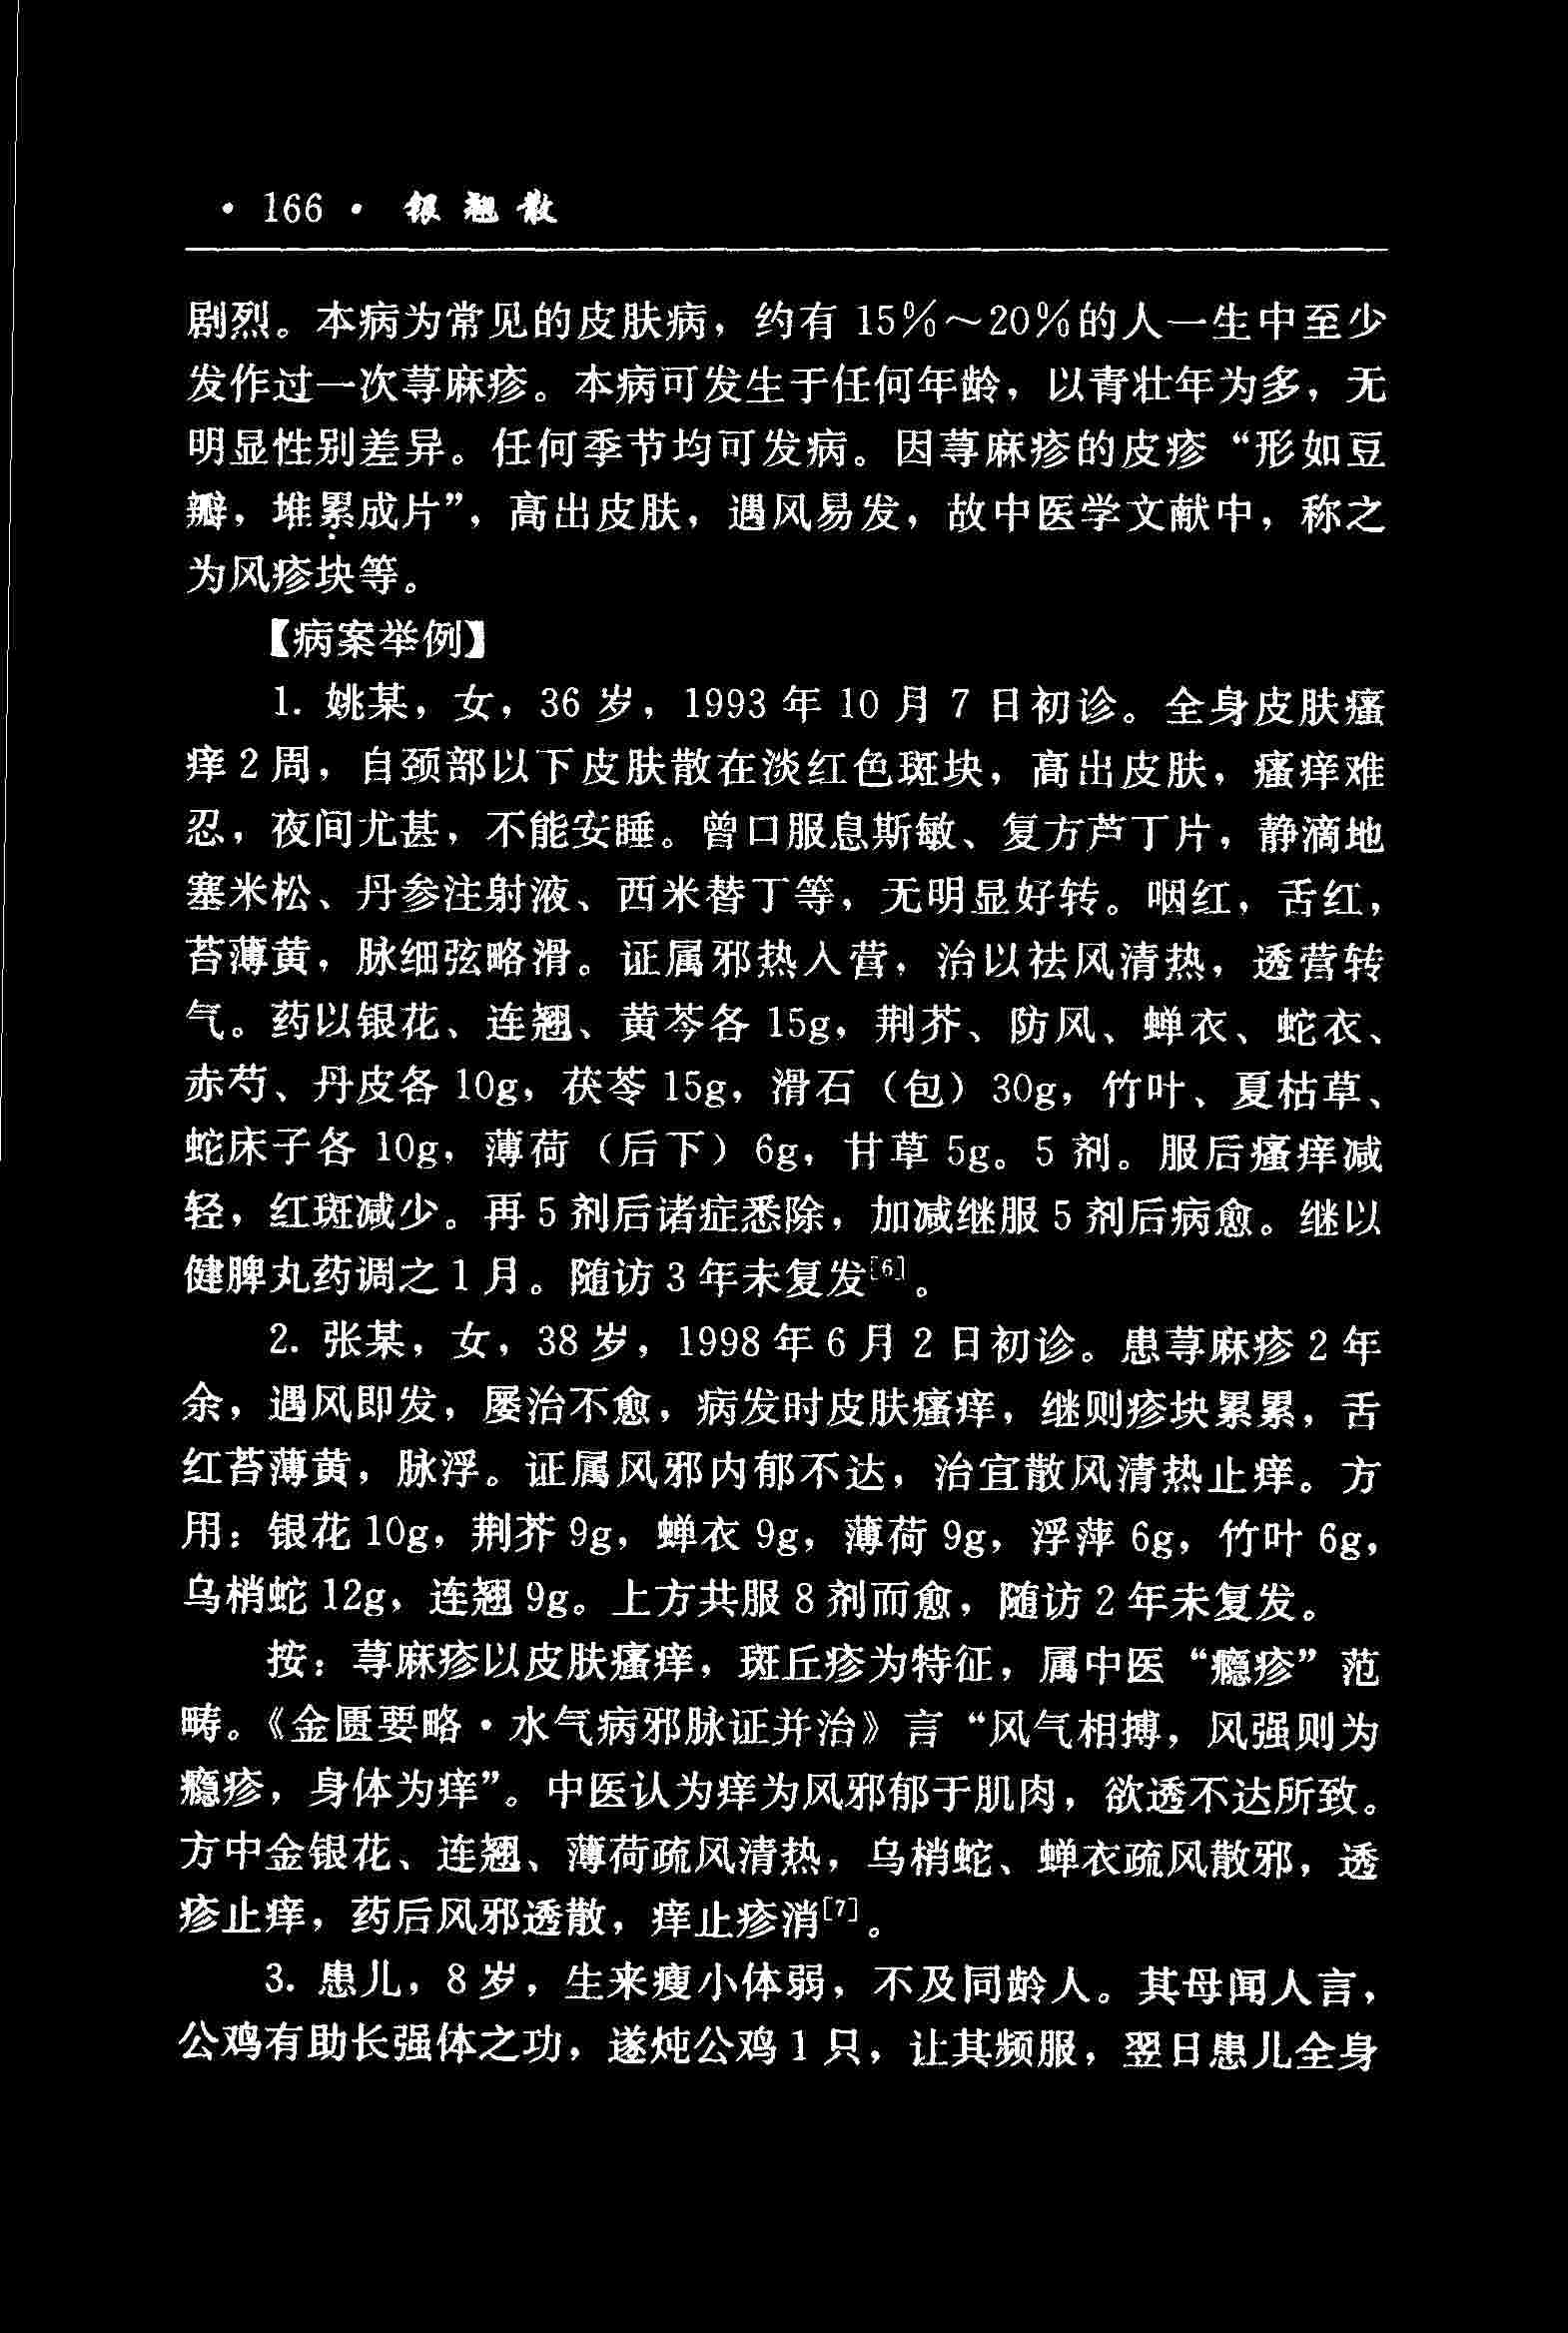 · 166 · 银翘散
剧烈。本病为常见的皮肤病，约有 15%～20%的人一生中至少
发作过一次荨麻疹。本病可发生于任何年龄，以青壮年为多，无
明显性别差异。任何季节均可发病。因荨麻疹的皮疹“形如豆
瓣，堆累成片”，高出皮肤，遇风易发，故中医学文献中，称之
为风疹块等。
【病案举例】
1. 姚某，女，36 岁，1993 年 10 月 7 日初诊。全身皮肤瘙
痒 2 周，自颈部以下皮肤散在淡红色斑块，高出皮肤，瘙痒难
忍，夜间尤甚，不能安睡。曾口服息斯敏、复方芦丁片，静滴地
塞米松、丹参注射液、西米替丁等，无明显好转。咽红，舌红，
苔薄黄，脉细弦略滑。证属邪热入营，治以祛风清热，透营转
气。药以银花、连翘、黄芩各 15g，荆芥、防风、蝉衣、蛇衣、
赤芍、丹皮各 10g，茯苓 15g，滑石（包）30g，竹叶、夏枯草、
蛇床子各 10g，薄荷（后下）6g，甘草 5g。5 剂。服后瘙痒减
轻，红斑减少。再 5 剂后诸症悉除，加减继服 5 剂后病愈。继以
健脾丸药调之 1 月。随访 3 年未复发[6]。
2. 张某，女，38 岁，1998 年 6 月 2 日初诊。患荨麻疹 2 年
余，遇风即发，屡治不愈，病发时皮肤瘙痒，继则疹块累累，舌
红苔薄黄，脉浮。证属风邪内郁不达，治宜散风清热止痒。方
用：银花 10g，荆芥 9g，蝉衣 9g，薄荷 9g，浮萍 6g，竹叶 6g，
乌梢蛇 12g，连翘 9g。上方共服 8 剂而愈，随访 2 年未复发。
按：荨麻疹以皮肤瘙痒，斑丘疹为特征，属中医“瘾疹”范
畴。《金匮要略·水气病邪脉证并治》言“风气相搏，风强则为
瘾疹，身体为痒”。中医认为痒为风邪郁于肌肉，欲透不达所致。
方中金银花、连翘、薄荷疏风清热，乌梢蛇、蝉衣疏风散邪，透
疹止痒，药后风邪透散，痒止疹消[7]。
3. 患儿，8 岁，生来瘦小体弱，不及同龄人。其母闻人言，
公鸡有助长强体之功，遂炖公鸡 1 只，让其频服，翌日患儿全身